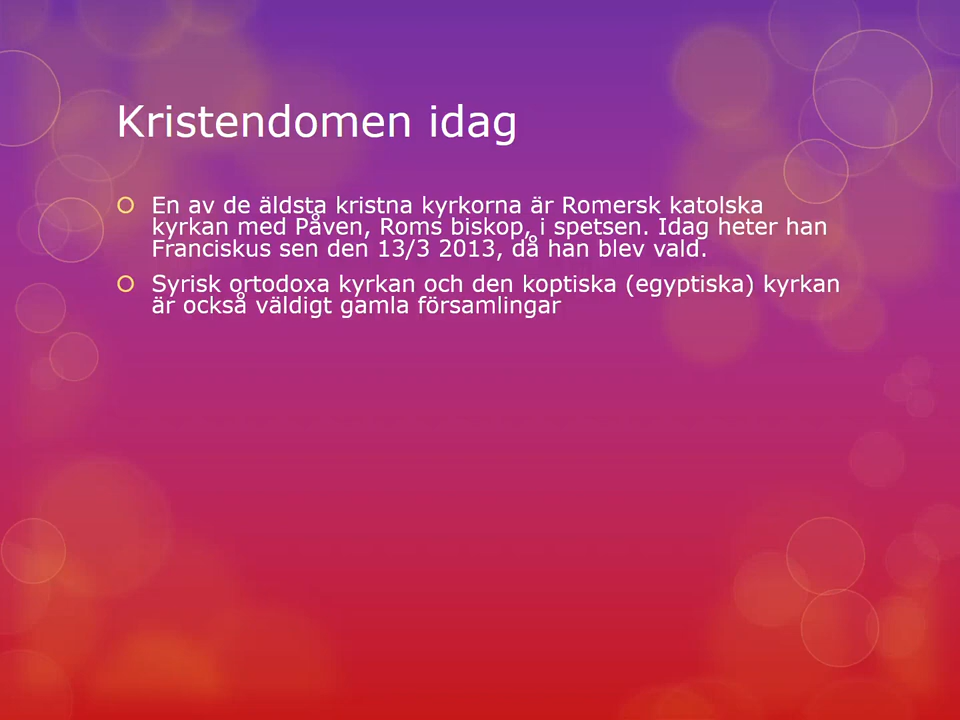 Kristendomen idag
En av de äldsta kristna kyrkorna är Romersk katolska
kyrkan med Påven, Roms biskop, i spetsen. Idag heter han
Franciskus sen den 13/3 2013, då han blev vald.
Syrisk ortodoxa kyrkan och den koptiska (egyptiska) kyrkan
är också väldigt gamla församlingar